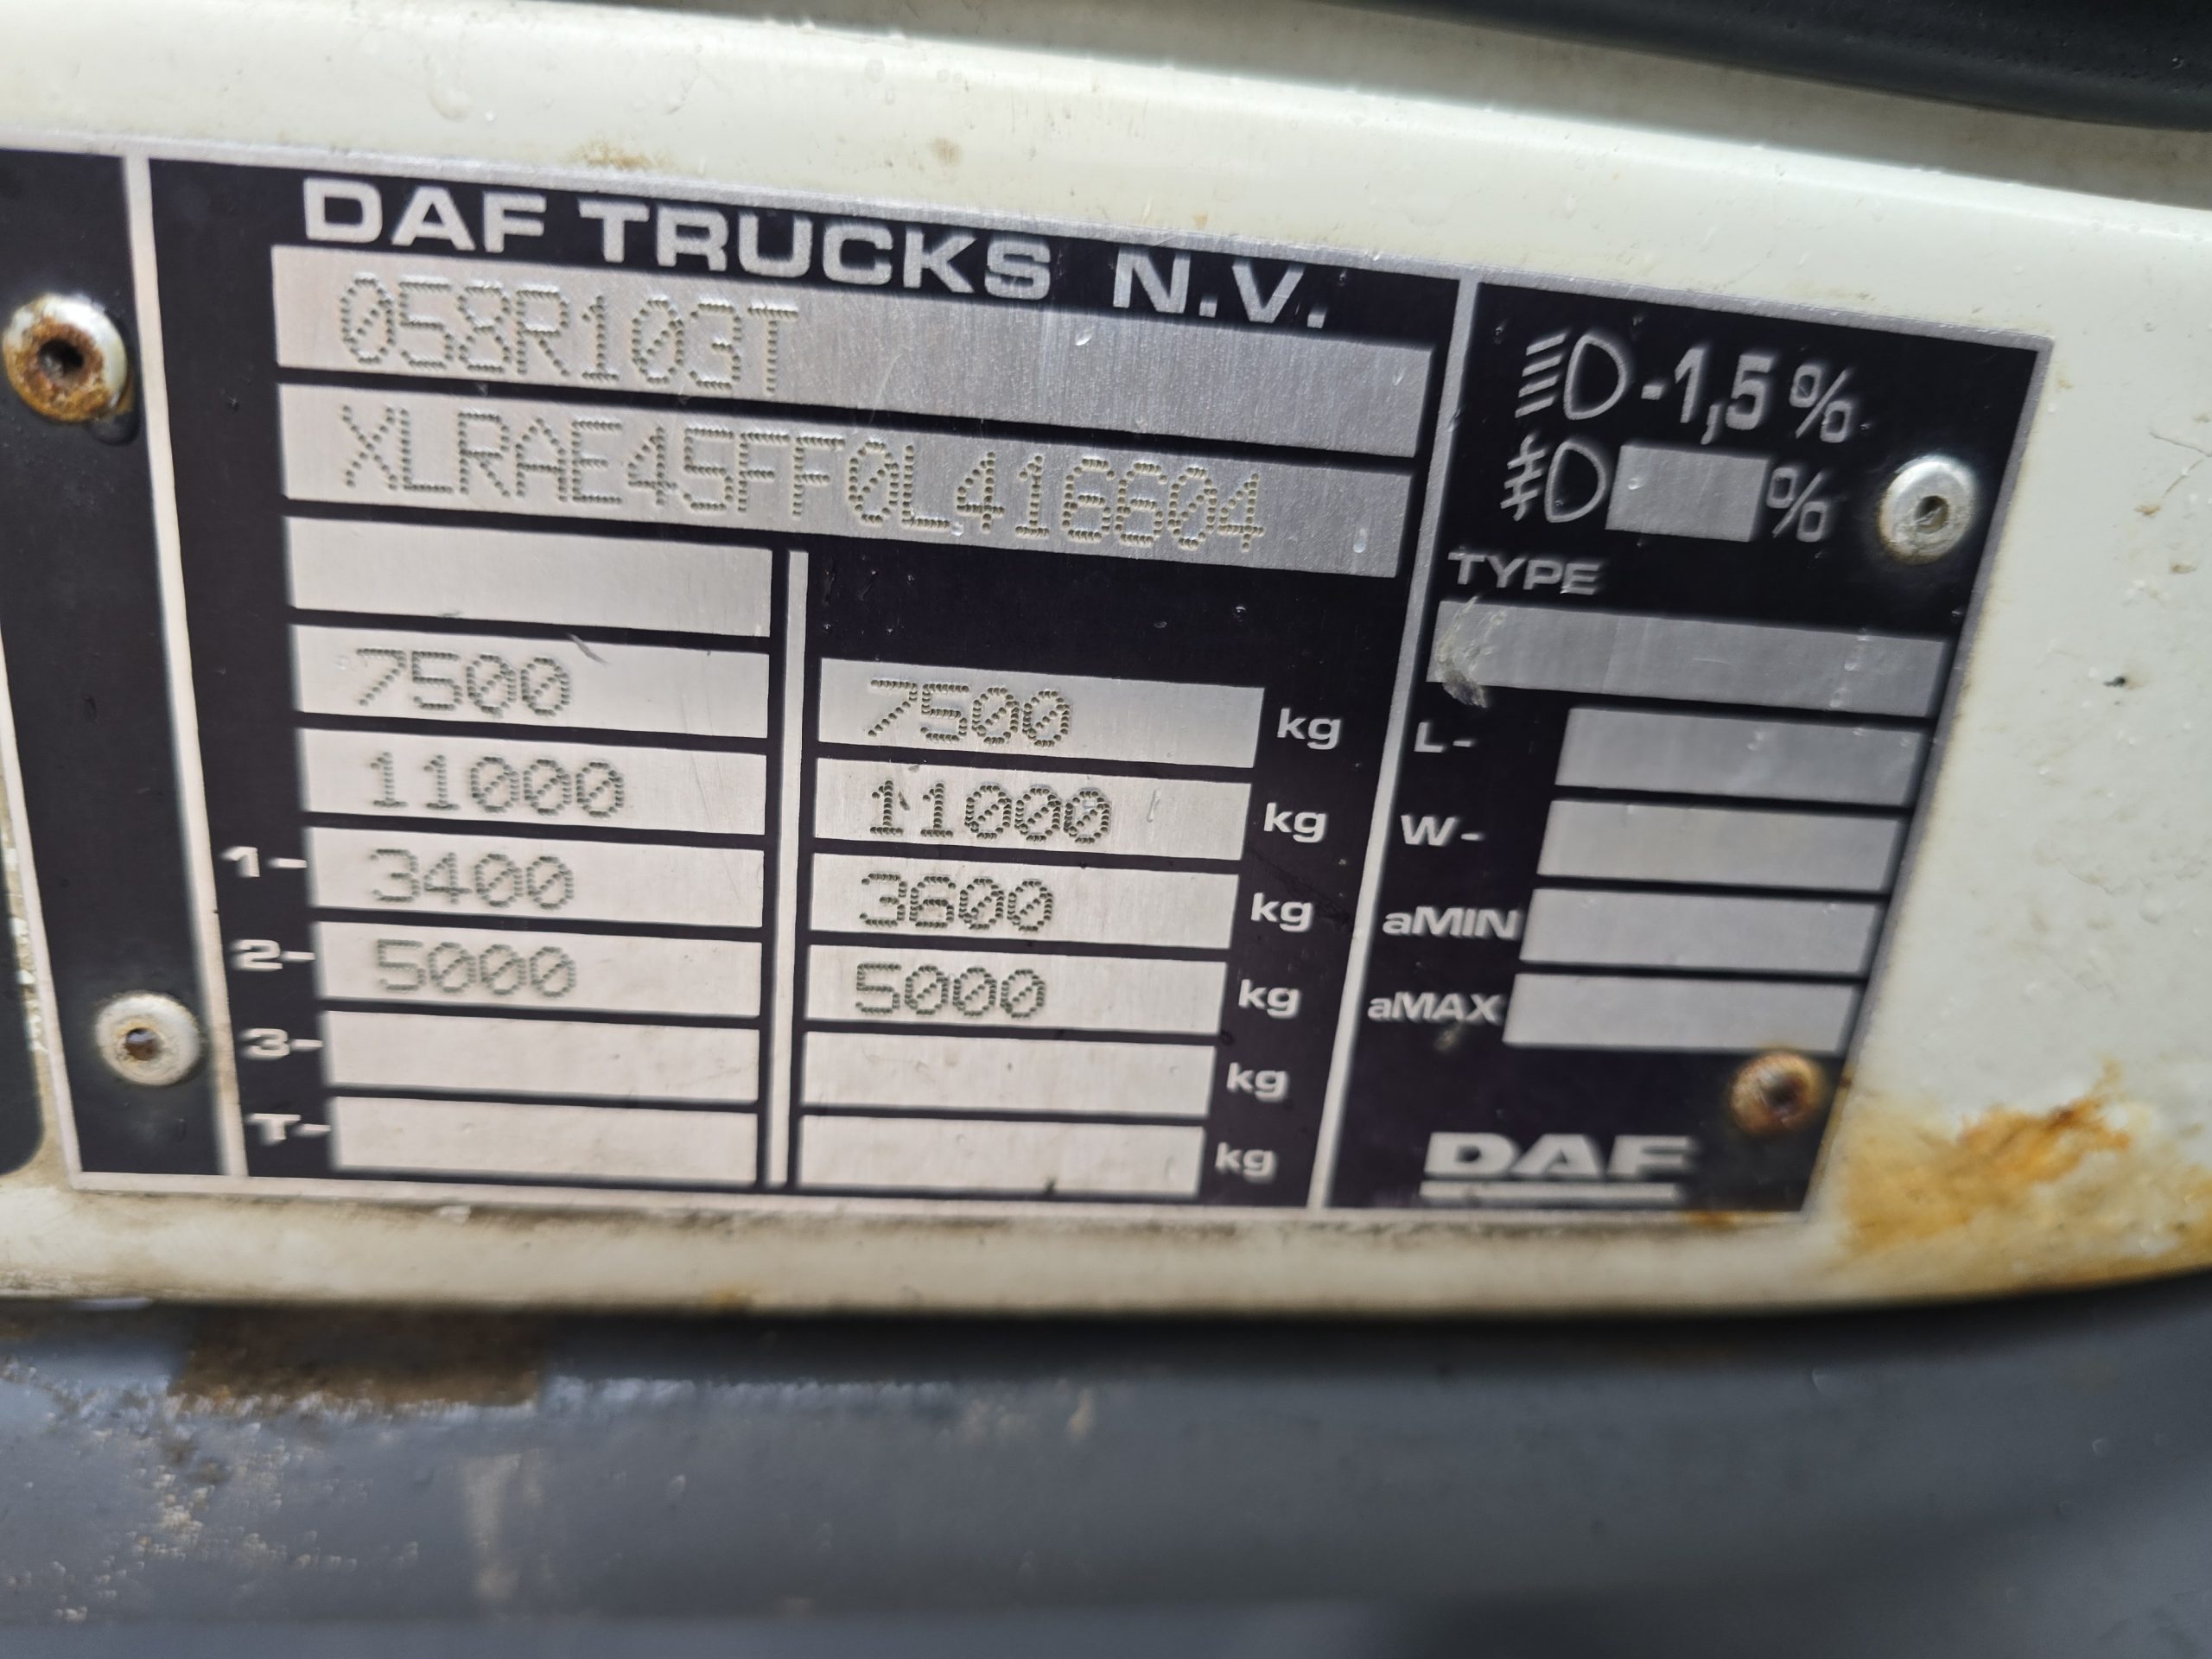 DAF TRUCKS N.V.
058R103T
XLRAE45FF0L416604
7500 7500 kg
11000 11000 kg
1- 3400 3600 kg
2- 5000 5000 kg
3- kg
T- kg
-1,5 %
%
TYPE
L-
W-
aMIN
aMAX
DAF